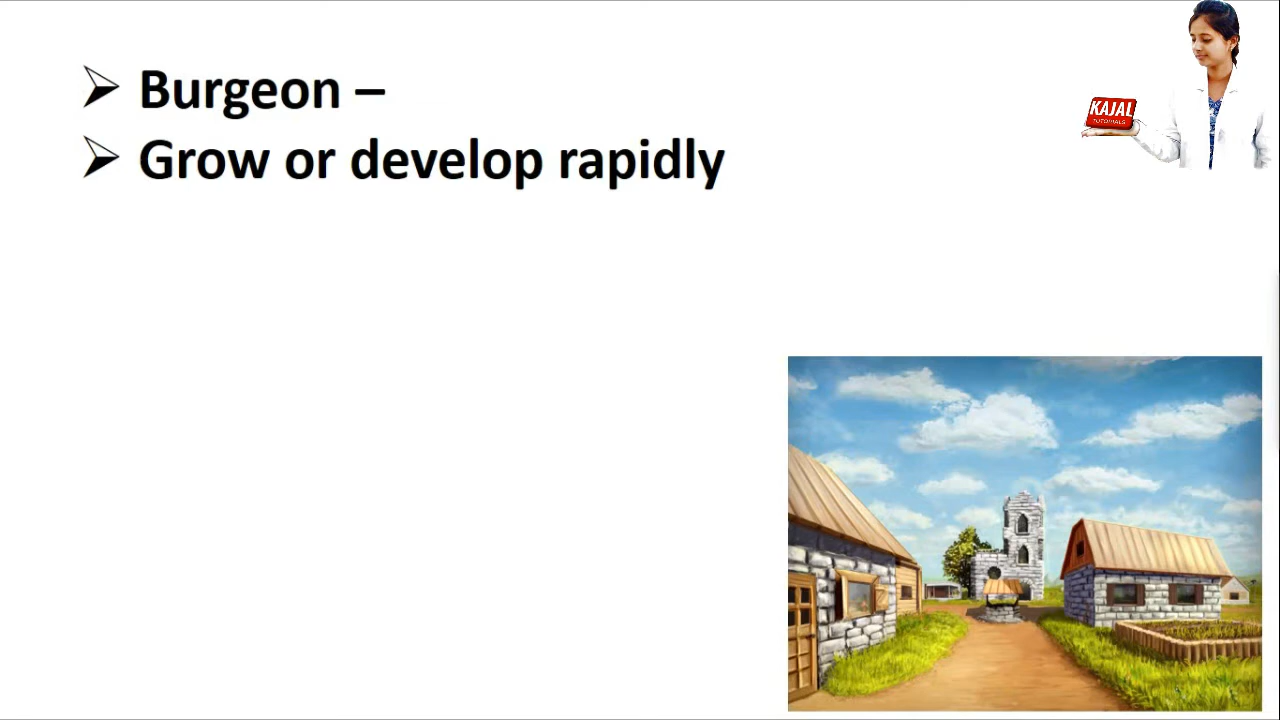 ➢ Burgeon –
➢ Grow or develop rapidly
KAJAL
TUTORIALS